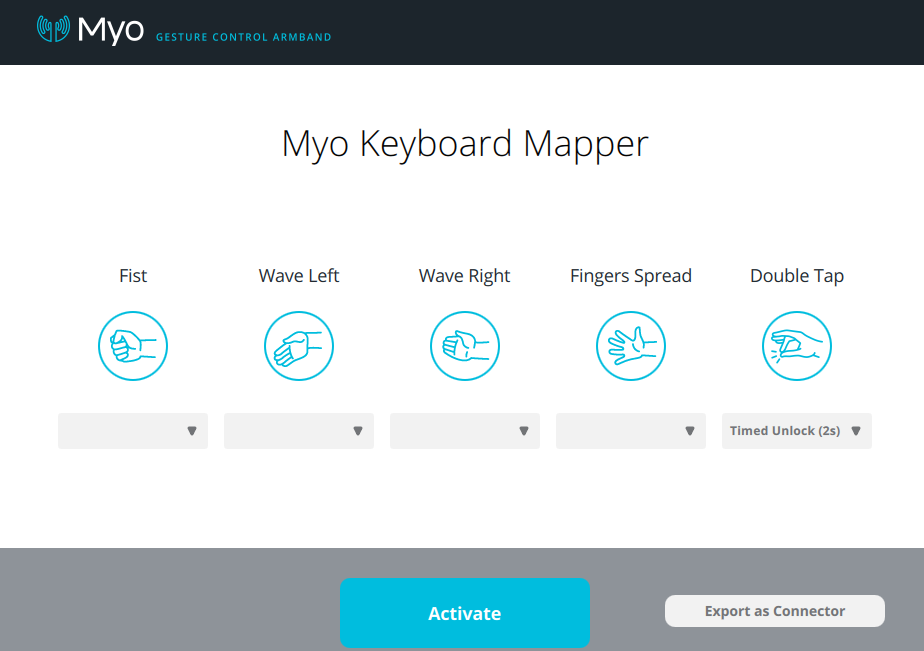 Myo GESTURE CONTROL ARMBAND
Myo Keyboard Mapper
Fist Wave Left Wave Right Fingers Spread Double Tap
Timed Unlock (2s)
Activate Export as Connector